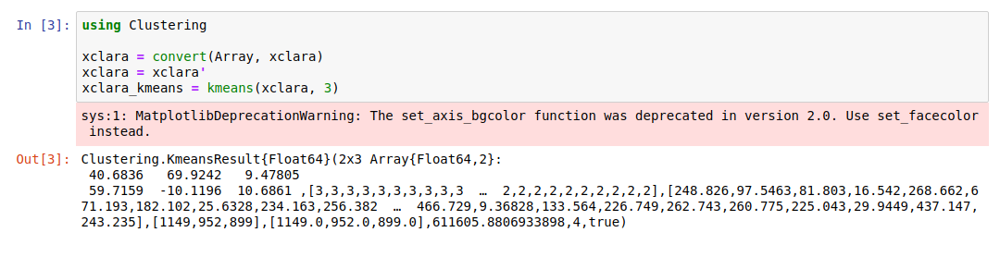 In [3]: using Clustering
xclara = convert(Array, xclara)
xclara = xclara'
xclara_kmeans = kmeans(xclara, 3)
sys:1: MatplotlibDeprecationWarning: The set_axis_bgcolor function was deprecated in version 2.0. Use set_facecolor
instead.
Out[3]: Clustering.KmeansResult{Float64}(2x3 Array{Float64,2}:
40.6836 69.9242 9.47805
59.7159 -10.1196 10.6861 ,[3,3,3,3,3,3,3,3,3,3 … 2,2,2,2,2,2,2,2,2,2],[248.826,97.5463,81.803,16.542,268.662,6
71.193,182.102,25.6328,234.163,256.382 … 466.729,9.36828,133.564,226.749,262.743,260.775,225.043,29.9449,437.147,
243.235],[1149,952,899],[1149.0,952.0,899.0],611605.8806933898,4,true)